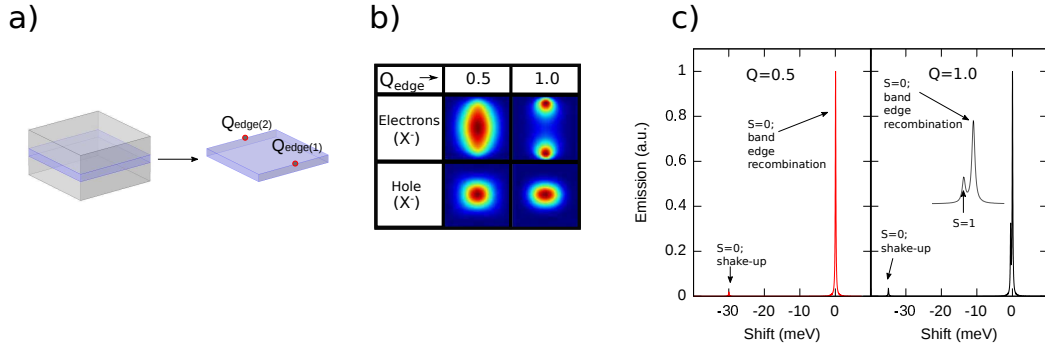 a)
Qedge(2)
Qedge(1)
b)
Qedge 0.5 1.0
Electrons
(X-)
Hole
(X-)
c)
Emission (a.u.)
1
0.8
0.6
0.4
0.2
0
Q=0.5
S=0;
band
edge
recombination
S=0;
shake-up
-30 -20 -10 0
Shift (meV)
Q=1.0
S=0;
band
edge
recombination
S=1
S=0;
shake-up
-30 -20 -10 0
Shift (meV)